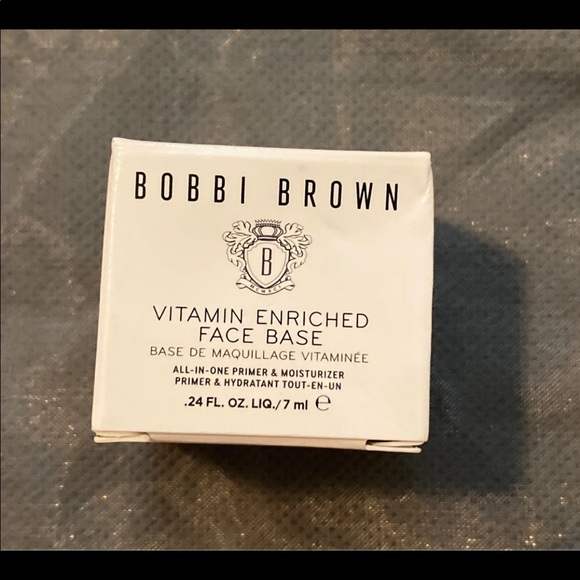 BOBBI BROWN
B
VITAMIN ENRICHED
FACE BASE
BASE DE MAQUILLAGE VITAMINÉE
ALL-IN-ONE PRIMER & MOISTURIZER
PRIMER & HYDRATANT TOUT-EN-UN
.24 FL. OZ. LIQ./7 ml ℮